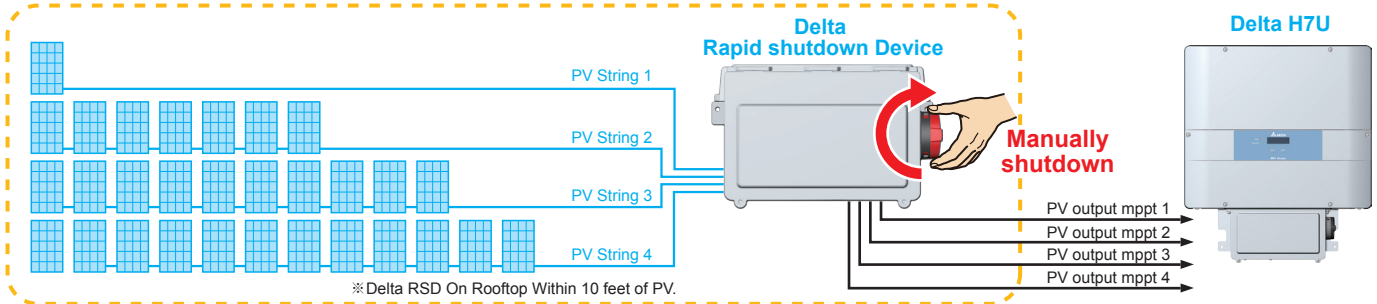 Delta
Rapid shutdown Device
Delta H7U
PV String 1
PV String 2
PV String 3
PV String 4
Manually
shutdown
PV output mppt 1
PV output mppt 2
PV output mppt 3
PV output mppt 4
※Delta RSD On Rooftop Within 10 feet of PV.